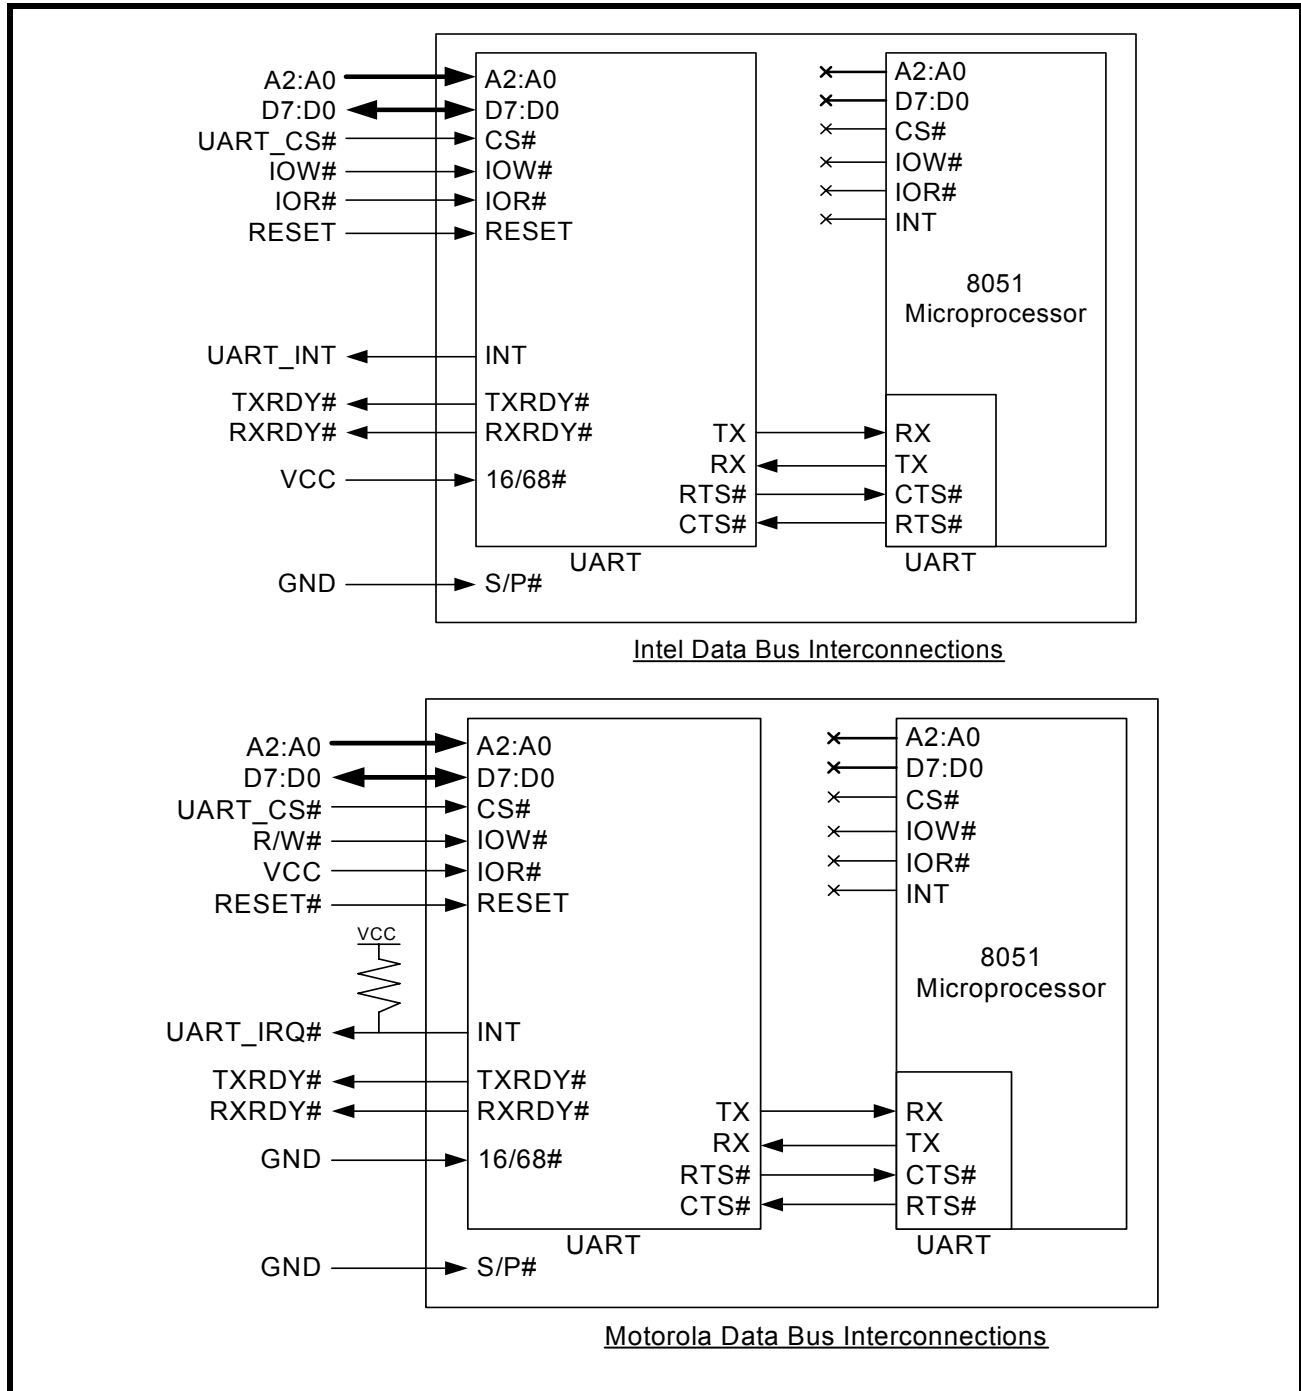 A2:A0 A2:A0 A2:A0
D7:D0 D7:D0 D7:D0
UART_CS# CS# CS#
IOW# IOW# IOW#
IOR# IOR# IOR#
RESET RESET INT
8051
Microprocessor
UART_INT INT
TXRDY# TXRDY#
RXRDY# RXRDY# TX RX
RX TX
VCC 16/68# RTS# CTS#
CTS# RTS#
UART UART
GND S/P#
Intel Data Bus Interconnections
A2:A0 A2:A0 A2:A0
D7:D0 D7:D0 D7:D0
UART_CS# CS# CS#
R/W# IOW# IOW#
VCC IOR# IOR#
RESET# RESET INT
VCC
8051
Microprocessor
UART_IRQ# INT
TXRDY# TXRDY#
RXRDY# RXRDY# TX RX
RX TX
GND 16/68# RTS# CTS#
CTS# RTS#
UART UART
GND S/P#
Motorola Data Bus Interconnections